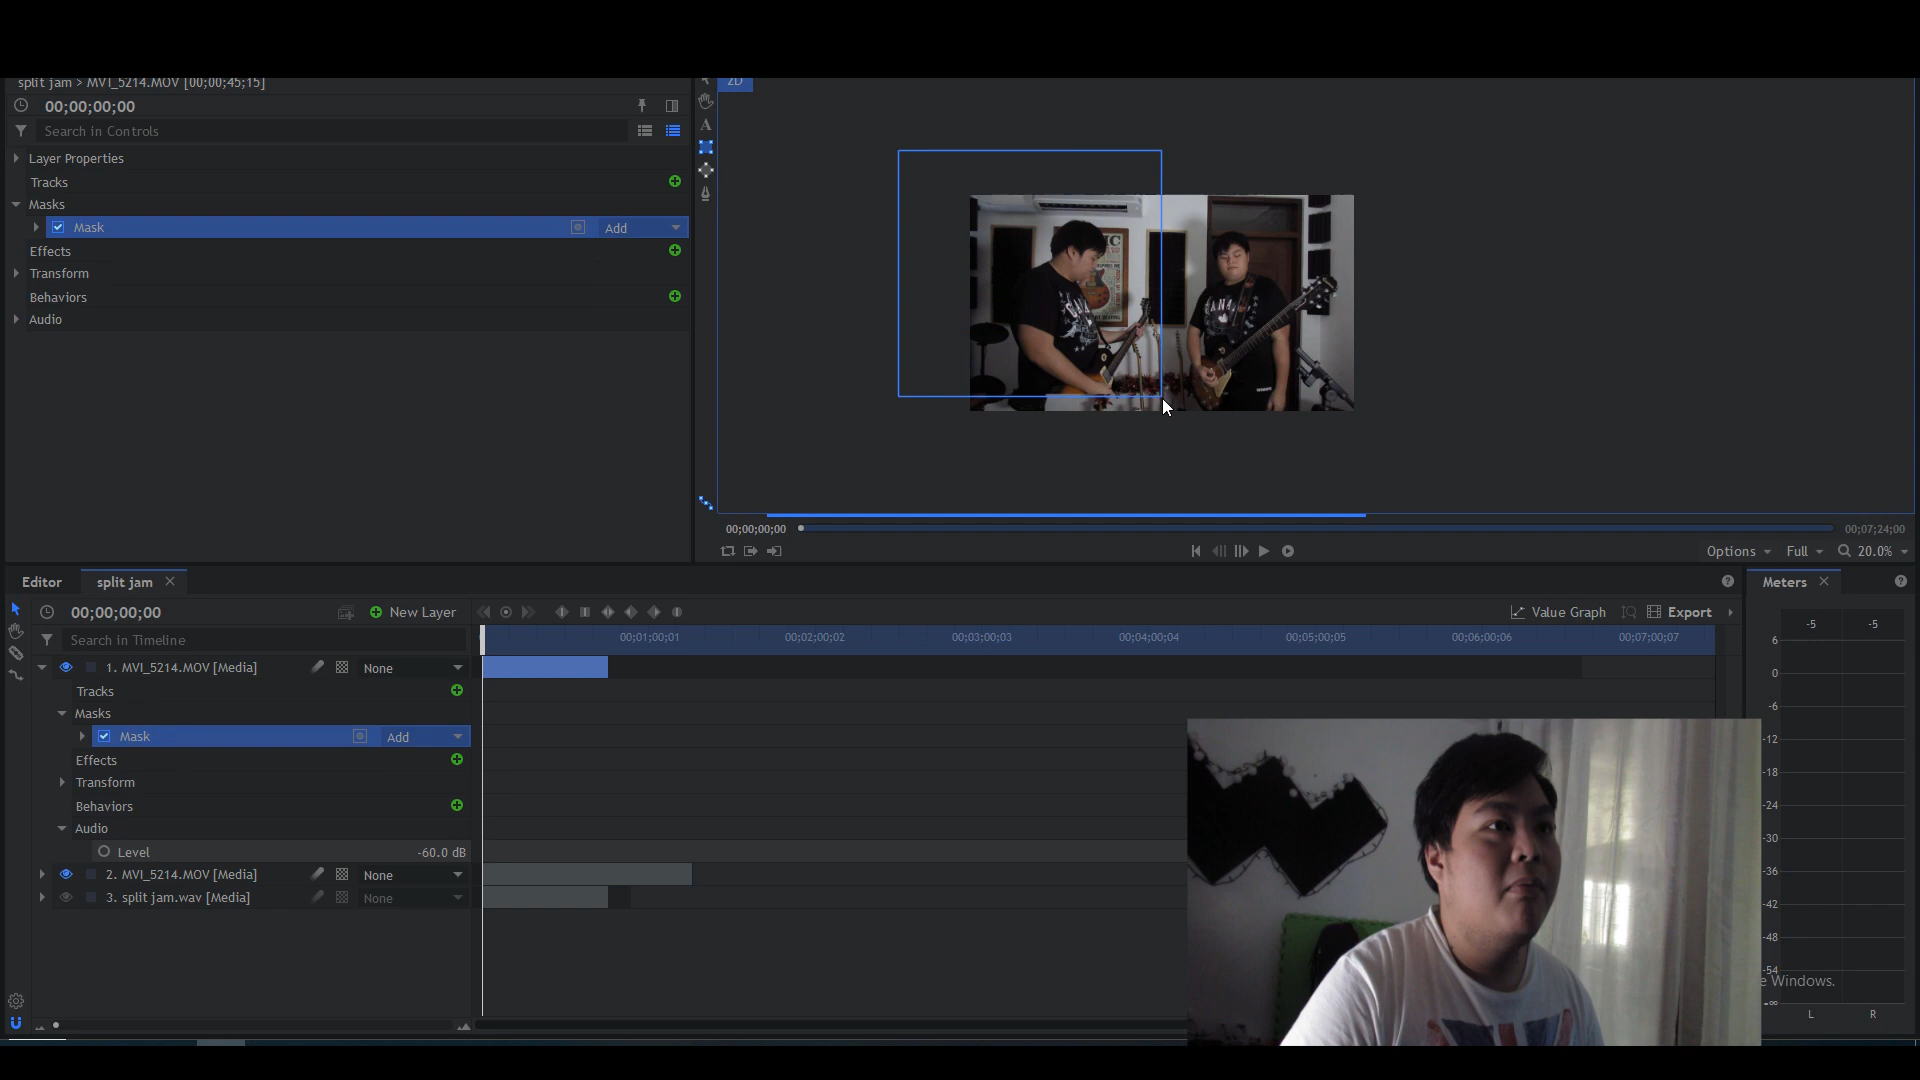 split jam > MVI_5214.MOV [00;00;45;15]
2D
00;00;00;00
Search in Controls
A
Layer Properties
Tracks
Masks
Mask
Add
Effects
Transform
Behaviors
Audio
00;00;00;00
00;07;24;00
Options
Full
20.0%
Editor
split jam
Meters
00;00;00;00
New Layer
Value Graph
Export
Search in Timeline
00;01;00;01
00;02;00;02
00;03;00;03
00;04;00;04
00;05;00;05
00;06;00;06
00;07;00;07
-5
-5
1. MVI_5214.MOV [Media]
None
Tracks
Masks
Mask
Add
Effects
Transform
Behaviors
Audio
Level
-60.0 dB
2. MVI_5214.MOV [Media]
None
3. split jam.wav [Media]
None
6
0
-6
-12
-18
-24
-30
-36
-42
-48
-54
-∞
L
R
e Windows.